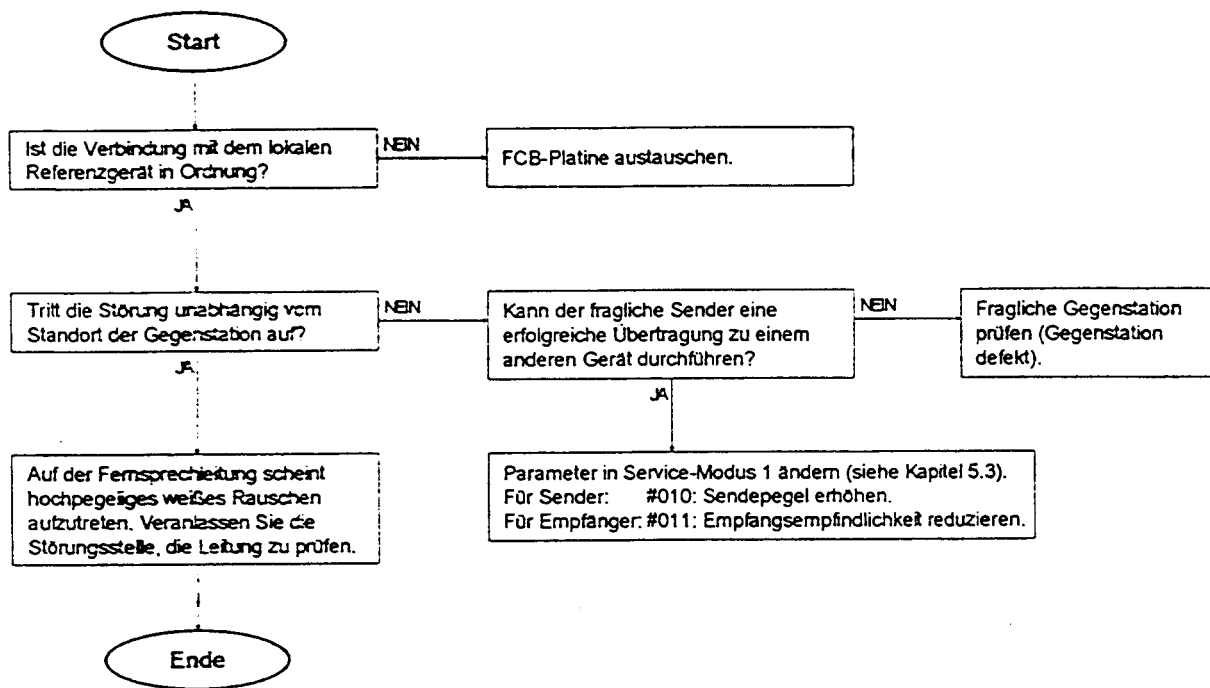 Start
Ist die Verbindung mit dem lokalen
Referenzgerät in Ordnung?
NEIN
FCB-Platine austauschen.
JA
Tritt die Störung unabhängig vom
Standort der Gegenstation auf?
NEIN
Kann der fragliche Sender eine
erfolgreiche Übertragung zu einem
anderen Gerät durchführen?
NEIN
Fragliche Gegenstation
prüfen (Gegenstation
defekt).
JA
JA
Auf der Fernsprechleitung scheint
hochpegeliges weißes Rauschen
aufzutreten. Veranlassen Sie die
Störungsstelle, die Leitung zu prüfen.
Parameter in Service-Modus 1 ändern (siehe Kapitel 5.3).
Für Sender: #010: Sendepegel erhöhen.
Für Empfänger: #011: Empfangsempfindlichkeit reduzieren.
Ende